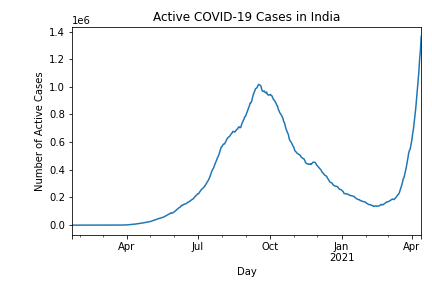 Active COVID-19 Cases in India
1e6
1.4
1.2
1.0
0.8
0.6
0.4
0.2
0.0
Number of Active Cases
Apr
Jul
Oct
Jan
2021
Apr
Day